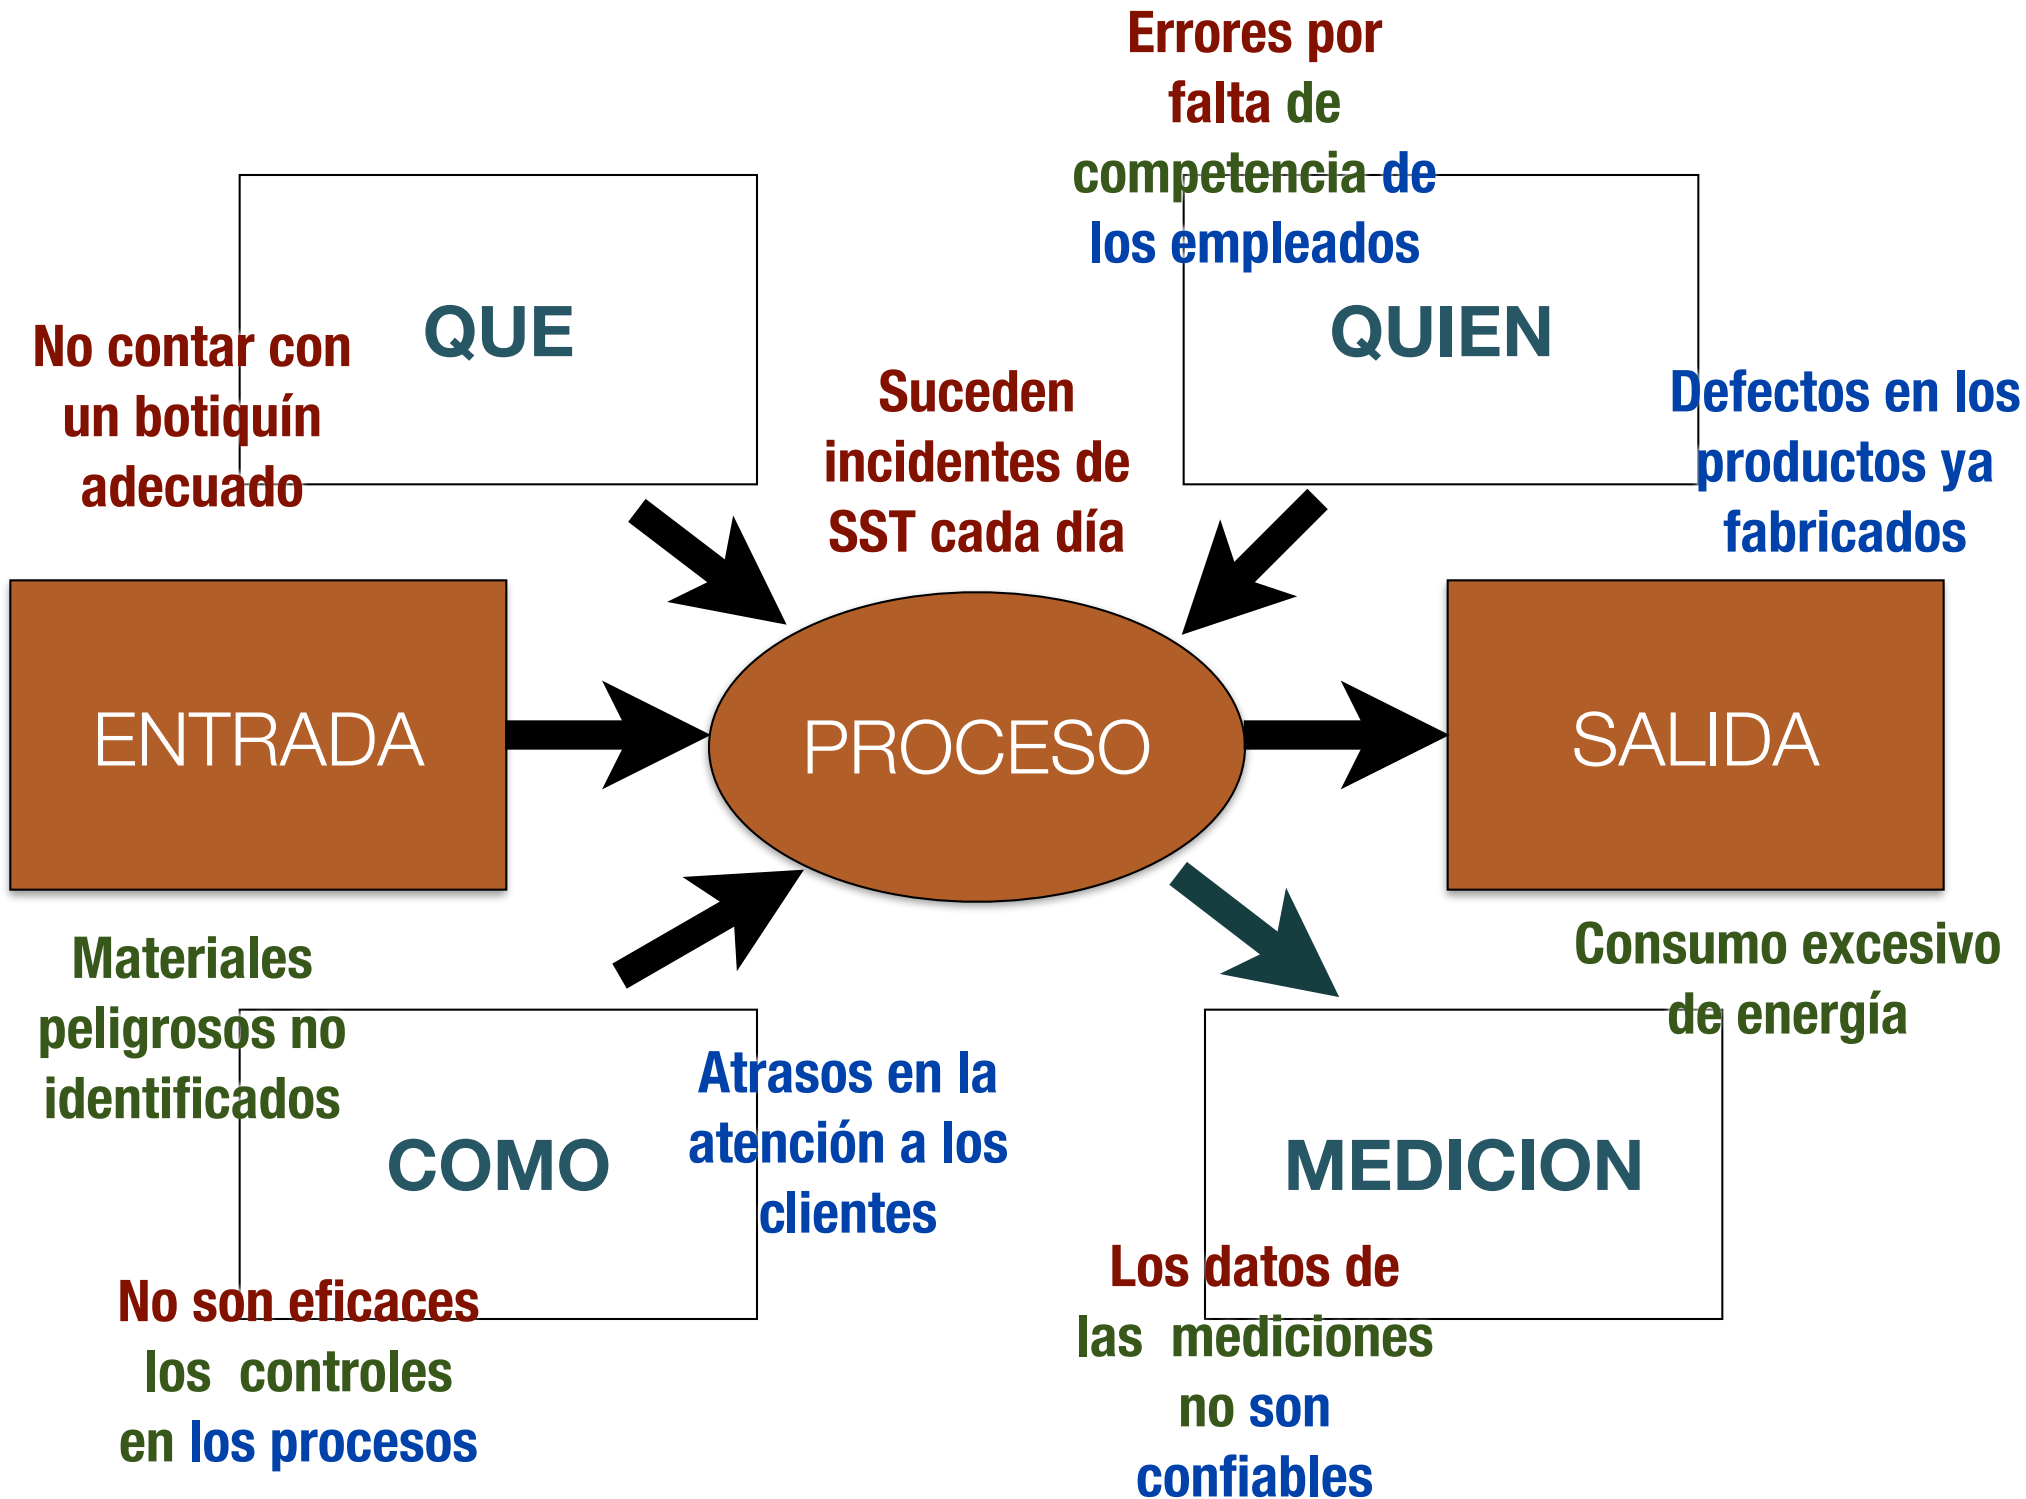 Errores por
falta de
competencia de
los empleados
QUE
QUIEN
No contar con
un botiquín
adecuado
Suceden
incidentes de
SST cada día
Defectos en los
productos ya
fabricados
ENTRADA
PROCESO
SALIDA
Materiales
peligrosos no
identificados
Consumo excesivo
de energía
Atrasos en la
atención a los
clientes
COMO
MEDICION
No son eficaces
los controles
en los procesos
Los datos de
las mediciones
no son
confiables